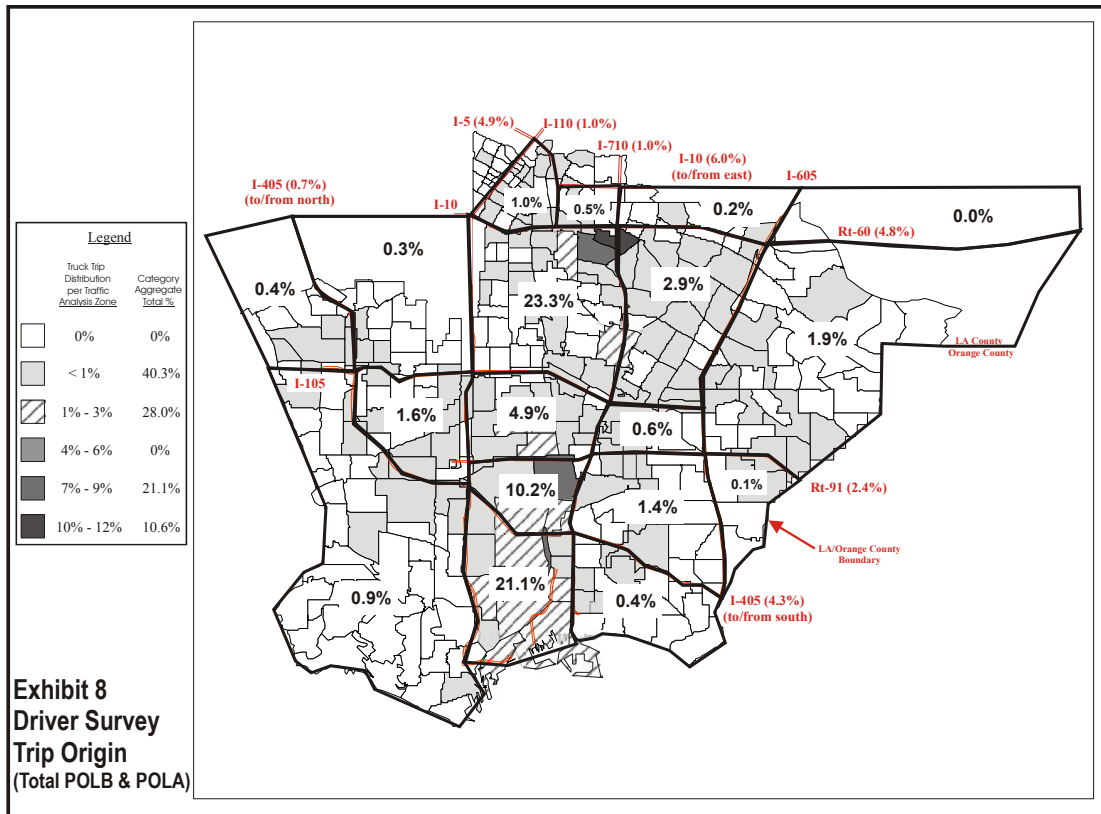 I-5 (4.9%)
I-110 (1.0%)
I-710 (1.0%)
I-10 (6.0%)
(to/from east)
I-605
I-405 (0.7%)
(to/from north)
I-10
1.0%
0.5%
0.2%
0.0%
Rt-60 (4.8%)
Legend
Truck Trip
Distribution
per Traffic
Analysis Zone
Category
Aggregate
Total %
0% 0%
< 1% 40.3%
1% - 3% 28.0%
4% - 6% 0%
7% - 9% 21.1%
10% - 12% 10.6%
0.3%
0.4%
23.3%
2.9%
1.9%
LA County
Orange County
I-105
1.6%
4.9%
0.6%
10.2%
0.1%
Rt-91 (2.4%)
1.4%
LA/Orange County
Boundary
21.1%
0.9%
0.4%
I-405 (4.3%)
(to/from south)
Exhibit 8
Driver Survey
Trip Origin
(Total POLB & POLA)